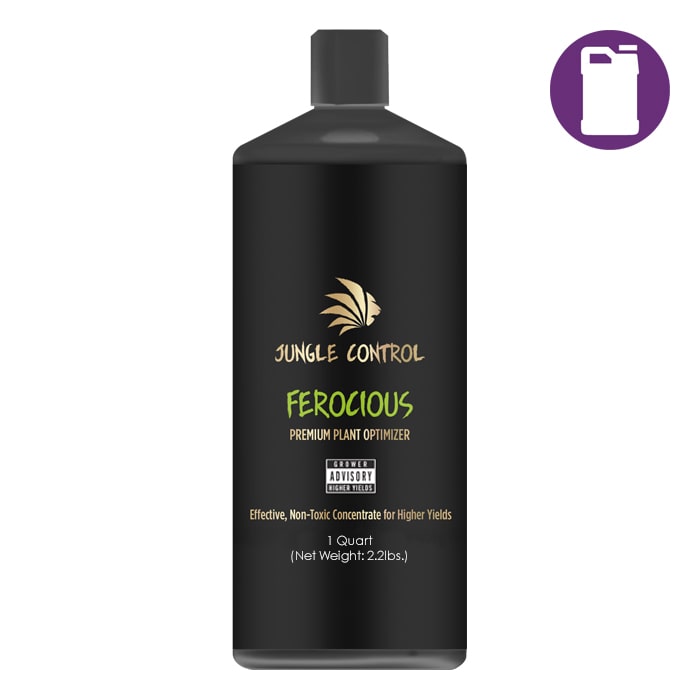 JUNGLE CONTROL
FEROCIOUS
PREMIUM PLANT OPTIMIZER
GROWER
ADVISORY
HIGHER YIELDS
Effective, Non-Toxic Concentrate for Higher Yields
1 Quart
(Net Weight: 2.2lbs.)